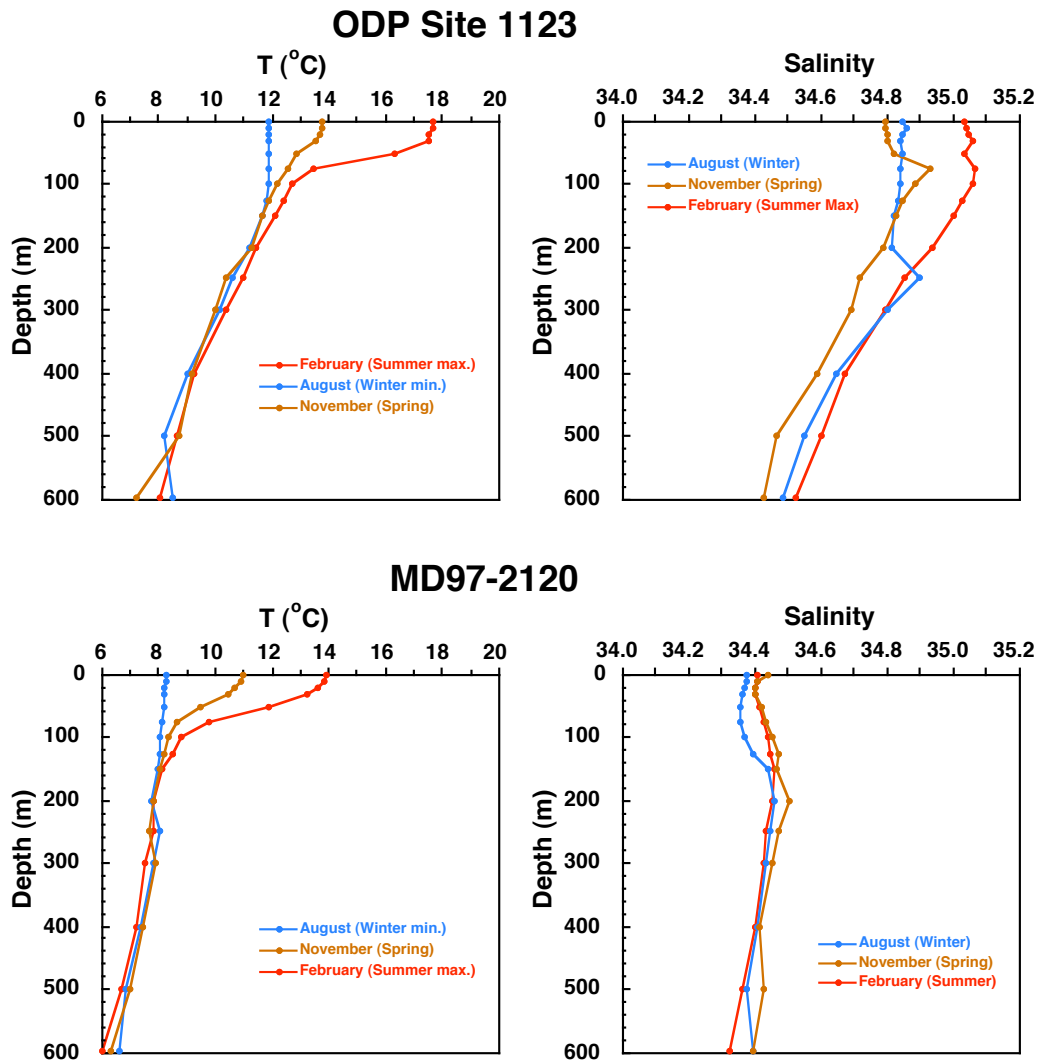 ODP Site 1123
T (°C)
6 8 10 12 14 16 18 20
0
100
200
300
400
500
600
Depth (m)
February (Summer max.)
August (Winter min.)
November (Spring)
Salinity
34.0 34.2 34.4 34.6 34.8 35.0 35.2
0
100
200
300
400
500
600
Depth (m)
August (Winter)
November (Spring)
February (Summer Max)
MD97-2120
T (°C)
6 8 10 12 14 16 18 20
0
100
200
300
400
500
600
Depth (m)
August (Winter min.)
November (Spring)
February (Summer max.)
Salinity
34.0 34.2 34.4 34.6 34.8 35.0 35.2
0
100
200
300
400
500
600
Depth (m)
August (Winter)
November (Spring)
February (Summer)